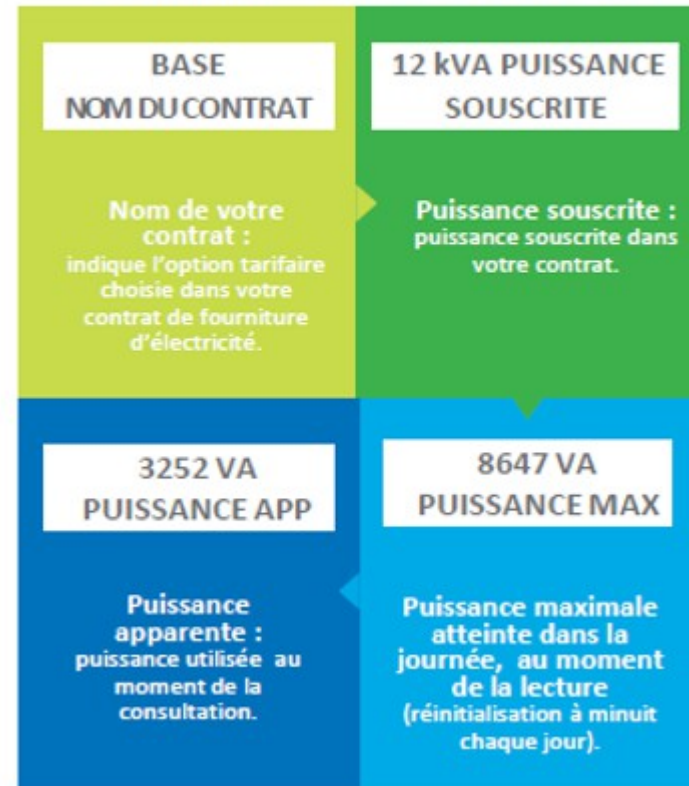 BASE
NOM DU CONTRAT
Nom de votre
contrat :
indique l'option tarifaire
choisie dans votre
contrat de fourniture
d'électricité.
12 kVA PUISSANCE
SOUSCRITE
Puissance souscrite :
puissance souscrite dans
votre contrat.
3252 VA
PUISSANCE APP
Puissance
apparente :
puissance utilisée au
moment de la
consultation.
8647 VA
PUISSANCE MAX
Puissance maximale
atteinte dans la
journée, au moment
de la lecture
(réinitialisation à minuit
chaque jour).